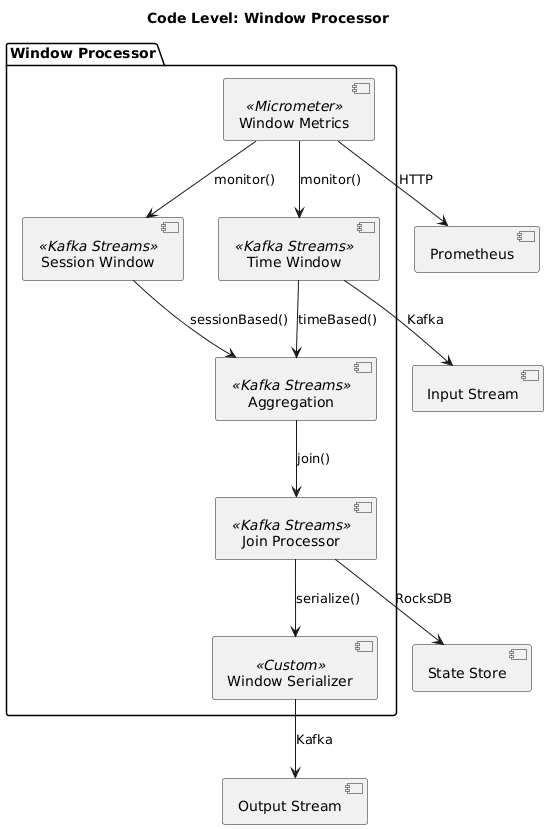 Code Level: Window Processor
Window Processor
«Micrometer»
Window Metrics
monitor()
monitor()
HTTP
«Kafka Streams»
Session Window
«Kafka Streams»
Time Window
Prometheus
sessionBased()
timeBased()
Kafka
«Kafka Streams»
Aggregation
Input Stream
join()
«Kafka Streams»
Join Processor
serialize()
RocksDB
«Custom»
Window Serializer
State Store
Kafka
Output Stream